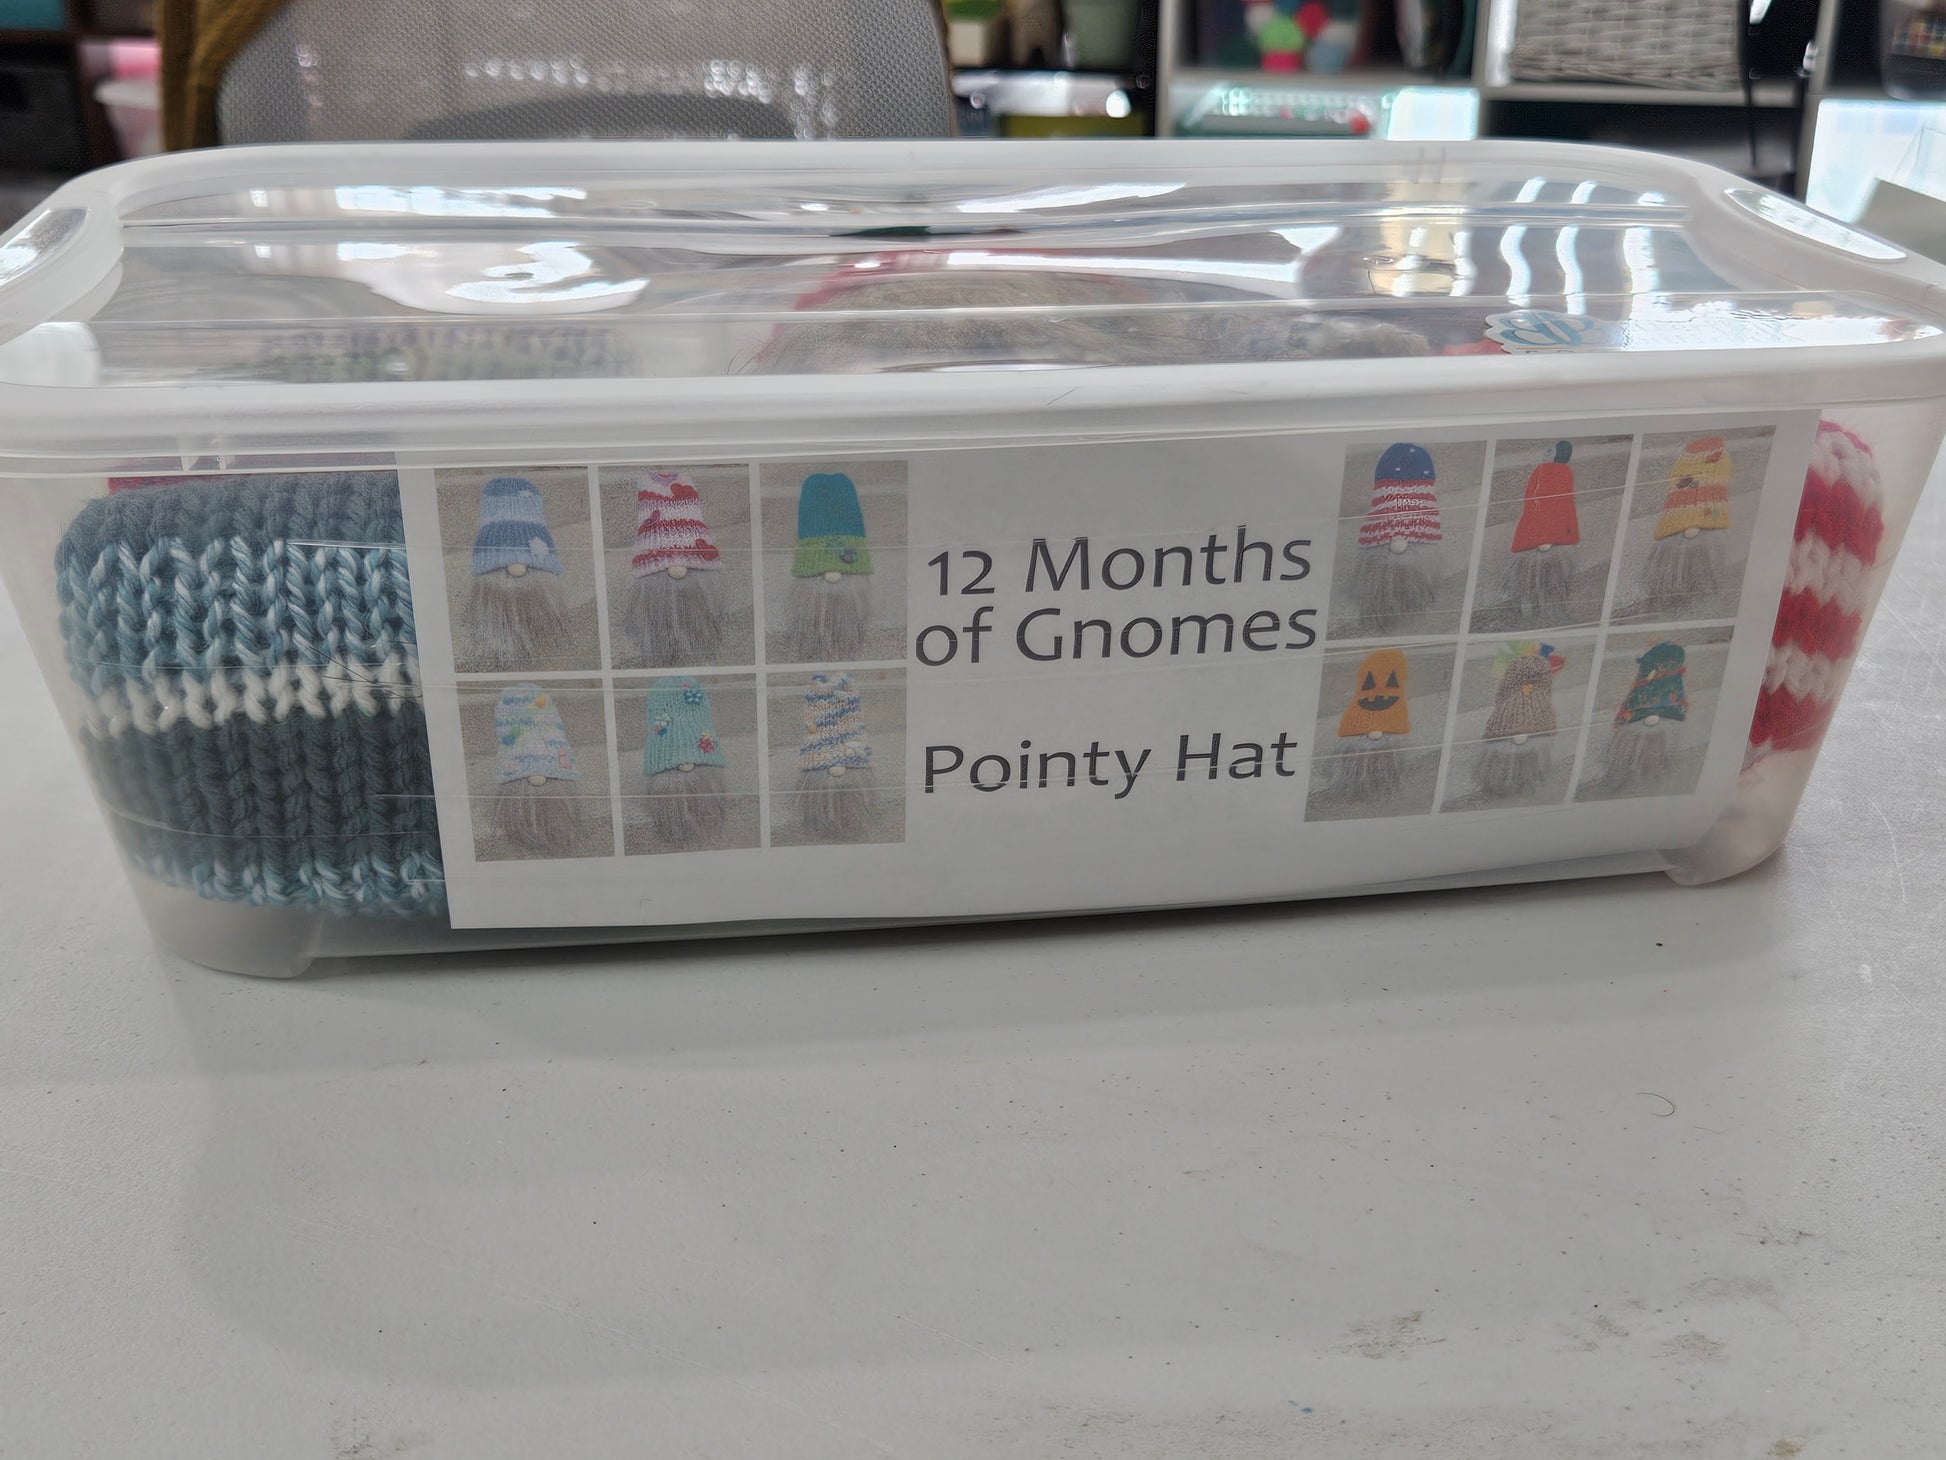 12 Months
of Gnomes
Pointy Hat